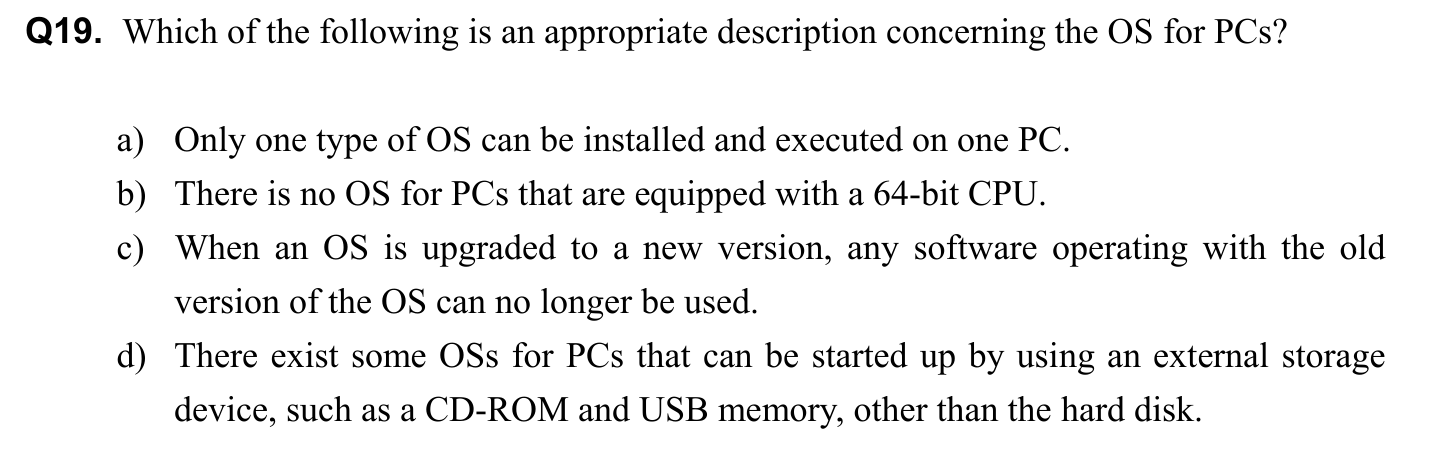 Q19. Which of the following is an appropriate description concerning the OS for PCs?
a) Only one type of OS can be installed and executed on one PC.
b) There is no OS for PCs that are equipped with a 64-bit CPU.
c) When an OS is upgraded to a new version, any software operating with the old
version of the OS can no longer be used.
d) There exist some OSs for PCs that can be started up by using an external storage
device, such as a CD-ROM and USB memory, other than the hard disk.